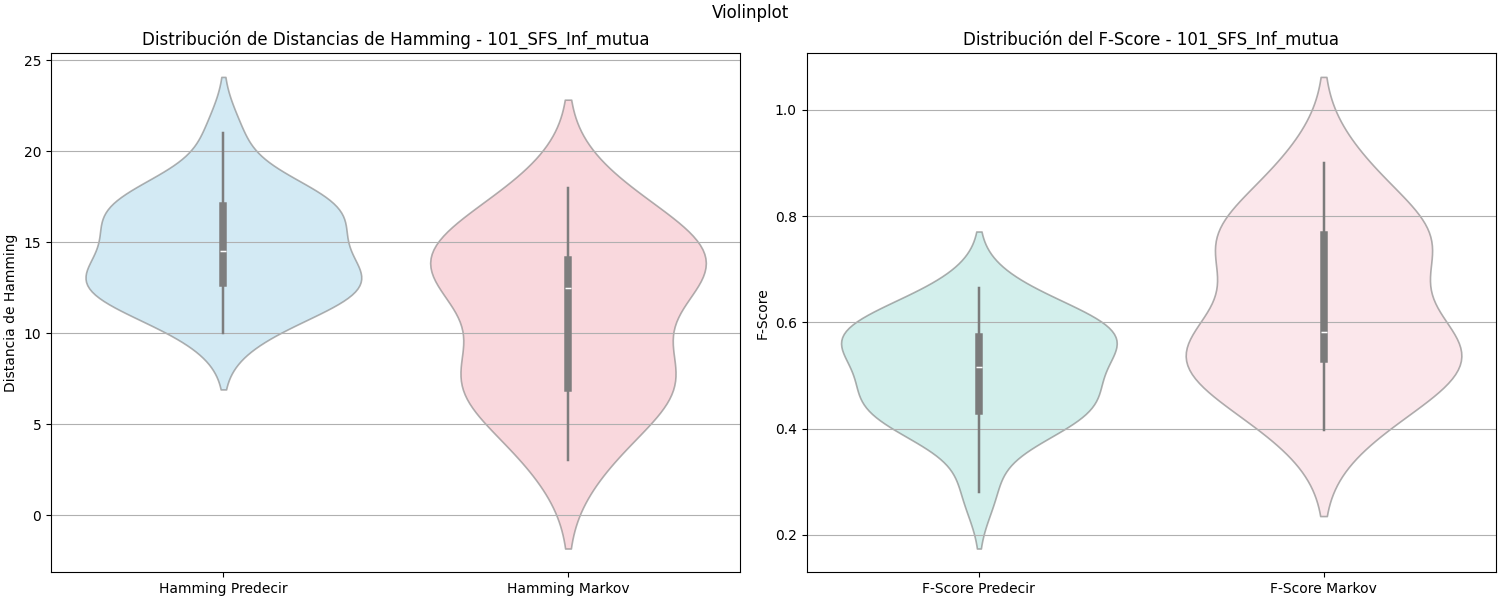 Violinplot
Distribución de Distancias de Hamming - 101_SFS_Inf_mutua
Distancia de Hamming
25
20
15
10
5
0
Hamming Predecir
Hamming Markov
Distribución del F-Score - 101_SFS_Inf_mutua
F-Score
1.0
0.8
0.6
0.4
0.2
F-Score Predecir
F-Score Markov